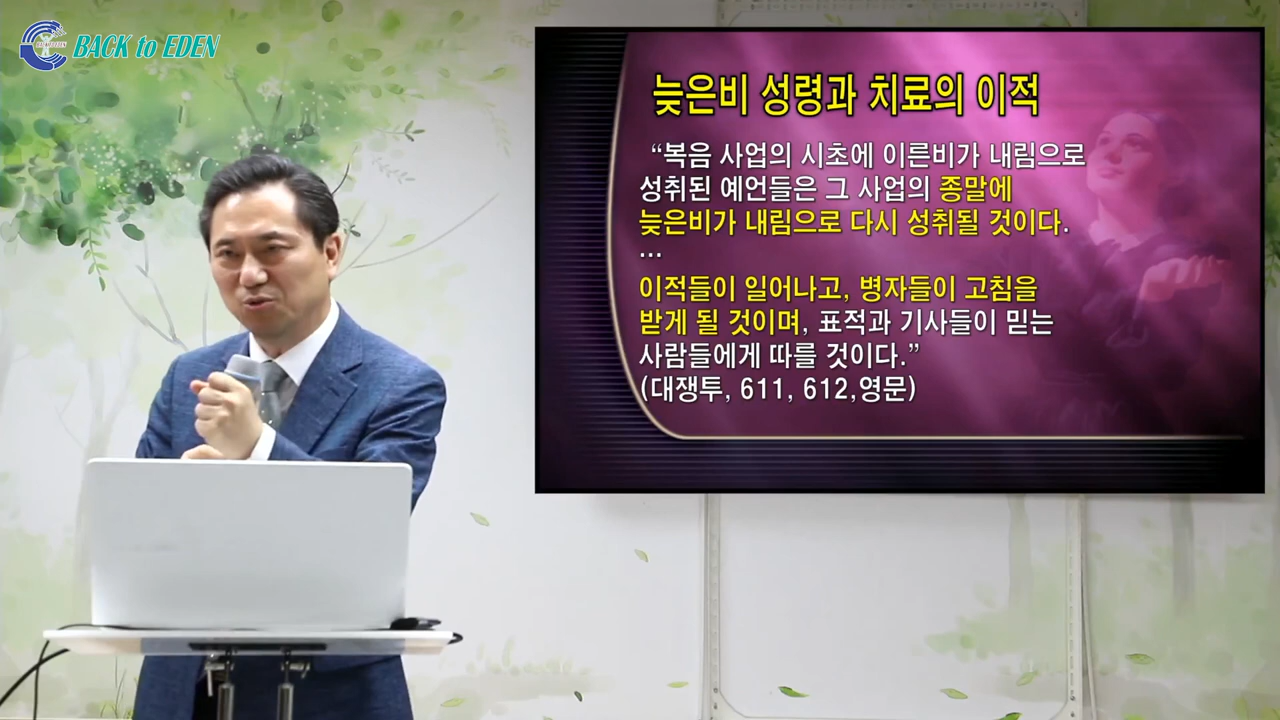 BACK to EDEN
늦은비 성령과 치료의 이적
“복음 사업의 시초에 이른비가 내림으로
성취된 예언들은 그 사업의 종말에
늦은비가 내림으로 다시 성취될 것이다.
...
이적들이 일어나고, 병자들이 고침을
받게 될 것이며, 표적과 기사들이 믿는
사람들에게 따를 것이다.”
(대쟁투, 611, 612,영문)